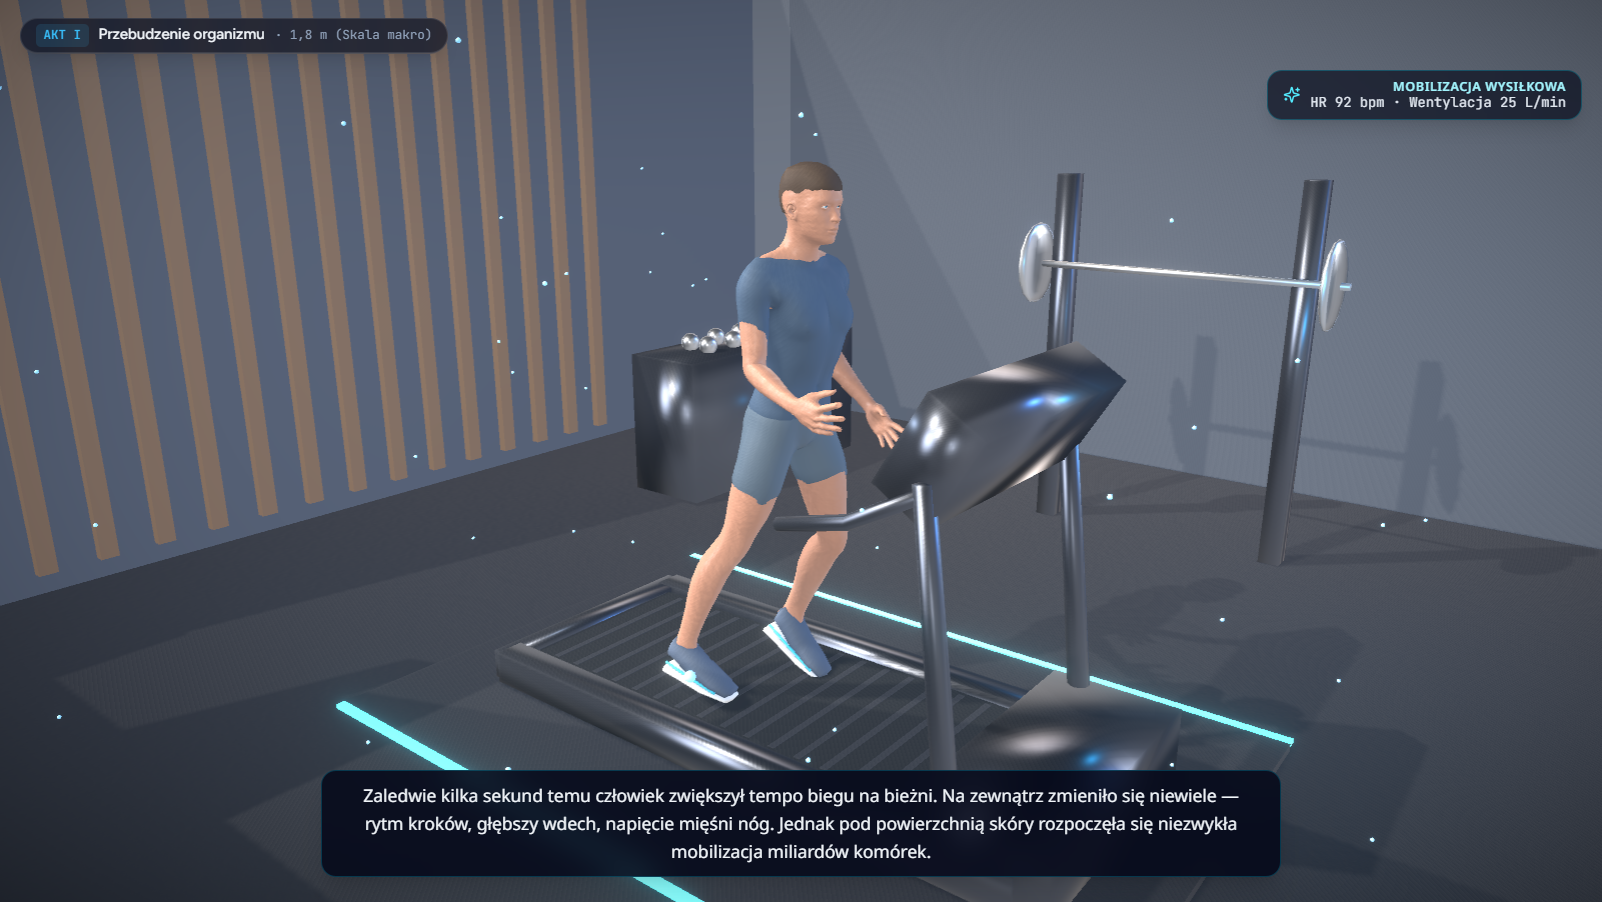 AKT I Przebudzenie organizmu · 1,8 m (Skala makro)
MOBILIZACJA WYSIŁKOWA
HR 92 bpm · Wentylacja 25 L/min
Zaledwie kilka sekund temu człowiek zwiększył tempo biegu na bieżni. Na zewnątrz zmieniło się niewiele —
rytm kroków, głębszy wdech, napięcie mięśni nóg. Jednak pod powierzchnią skóry rozpoczęła się niezwykła
mobilizacja miliardów komórek.